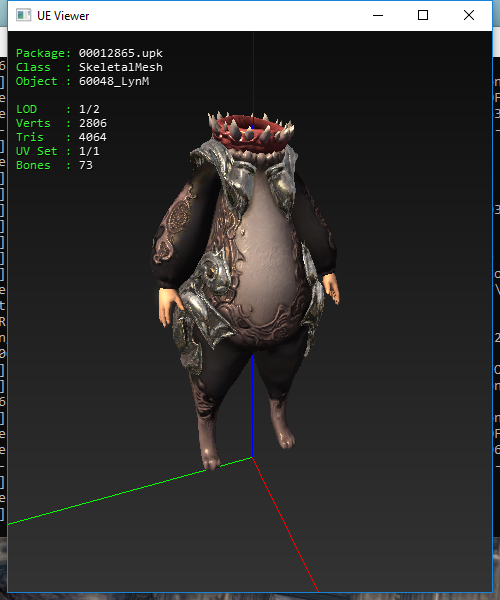 UE Viewer
Package: 00012865.upk
Class : SkeletalMesh
Object : 60048_LynM
LOD : 1/2
Verts : 2806
Tris : 4064
UV Set : 1/1
Bones : 73